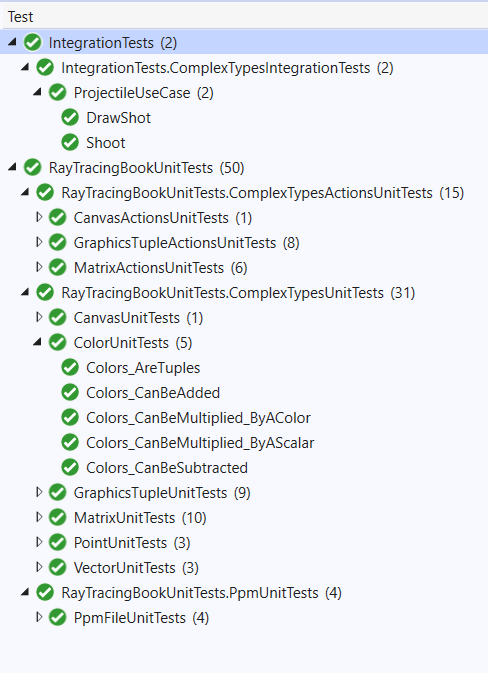 Test
IntegrationTests (2)
IntegrationTests.ComplexTypesIntegrationTests (2)
ProjectileUseCase (2)
DrawShot
Shoot
RayTracingBookUnitTests (50)
RayTracingBookUnitTests.ComplexTypesActionsUnitTests (15)
CanvasActionsUnitTests (1)
GraphicsTupleActionsUnitTests (8)
MatrixActionsUnitTests (6)
RayTracingBookUnitTests.ComplexTypesUnitTests (31)
CanvasUnitTests (1)
ColorUnitTests (5)
Colors_AreTuples
Colors_CanBeAdded
Colors_CanBeMultiplied_ByAColor
Colors_CanBeMultiplied_ByAScalar
Colors_CanBeSubtracted
GraphicsTupleUnitTests (9)
MatrixUnitTests (10)
PointUnitTests (3)
VectorUnitTests (3)
RayTracingBookUnitTests.PpmUnitTests (4)
PpmFileUnitTests (4)